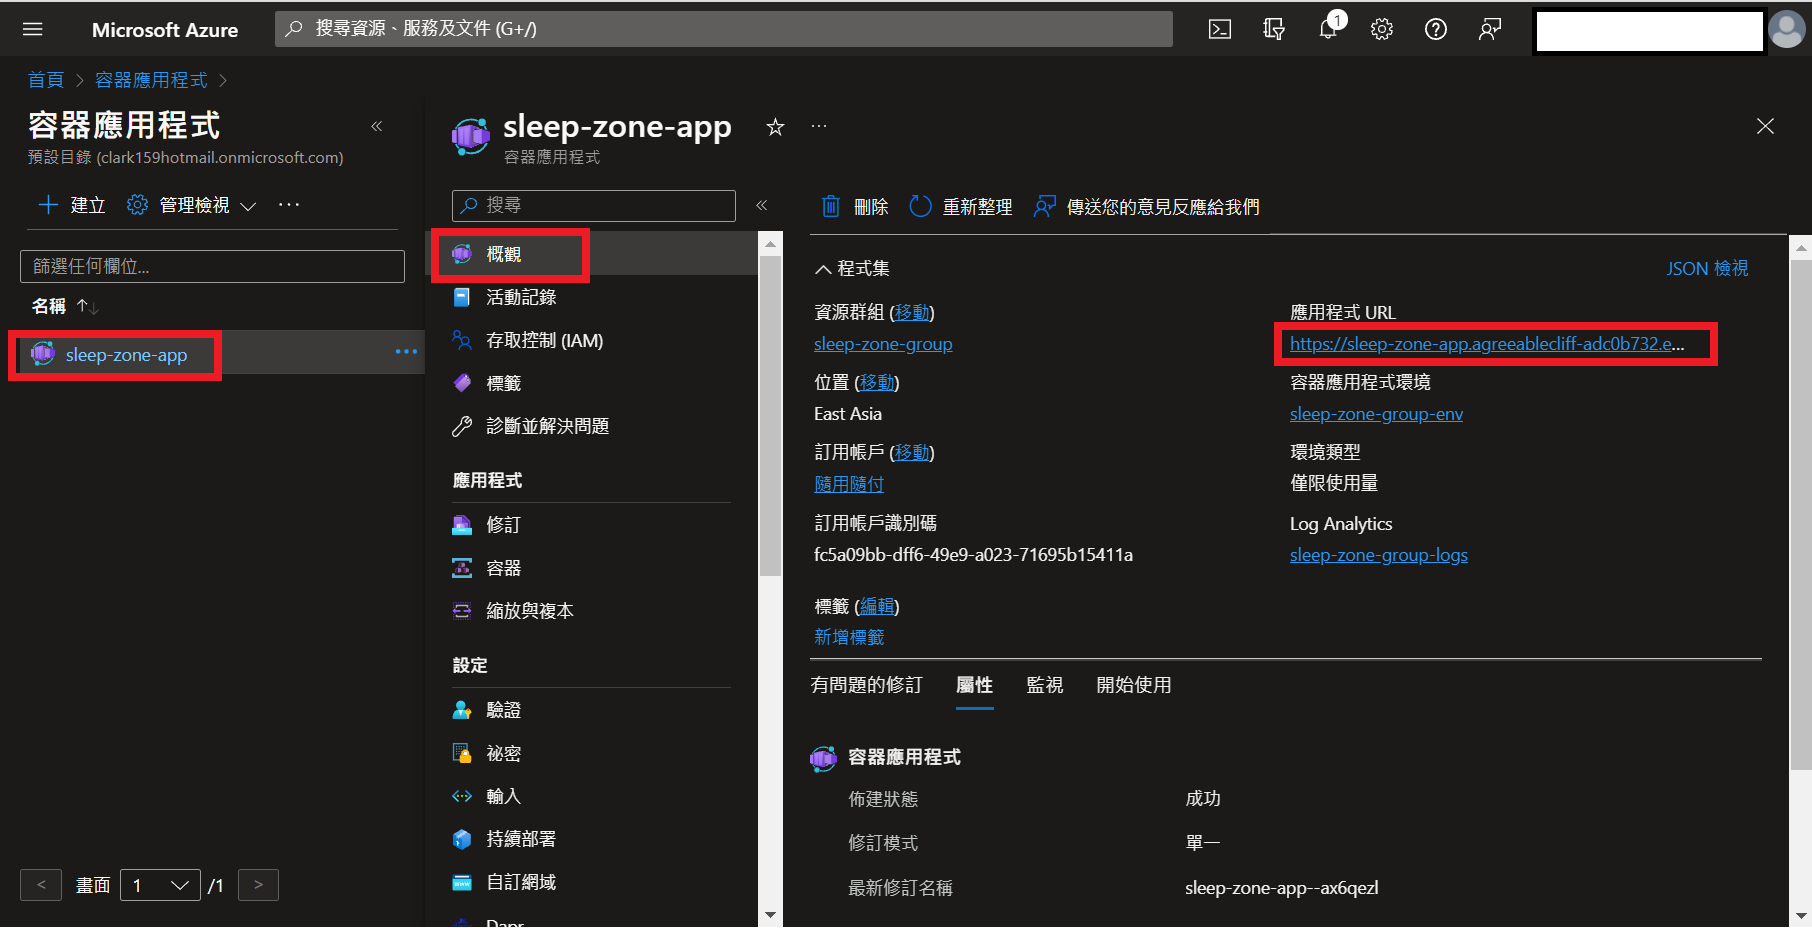 Microsoft Azure
搜尋資源、服務及文件 (G+/)
1
首頁 > 容器應用程式 >
容器應用程式
預設目錄 (clark159hotmail.onmicrosoft.com)
建立
管理檢視
篩選任何欄位...
名稱
sleep-zone-app
畫面 1 /1
sleep-zone-app
容器應用程式
搜尋
概觀
活動記錄
存取控制 (IAM)
標籤
診斷並解決問題
應用程式
修訂
容器
縮放與複本
設定
驗證
祕密
輸入
持續部署
自訂網域
Dapr
刪除
重新整理
傳送您的意見反應給我們
程式集
JSON 檢視
資源群組 (移動)
sleep-zone-group
位置 (移動)
East Asia
訂用帳戶 (移動)
隨用隨付
訂用帳戶識別碼
fc5a09bb-dff6-49e9-a023-71695b15411a
標籤 (編輯)
新增標籤
應用程式 URL
https://sleep-zone-app.agreeablecliff-adc0b732.e...
容器應用程式環境
sleep-zone-group-env
環境類型
僅限使用量
Log Analytics
sleep-zone-group-logs
有問題的修訂
屬性
監視
開始使用
容器應用程式
佈建狀態 成功
修訂模式 單一
最新修訂名稱 sleep-zone-app--ax6qezl